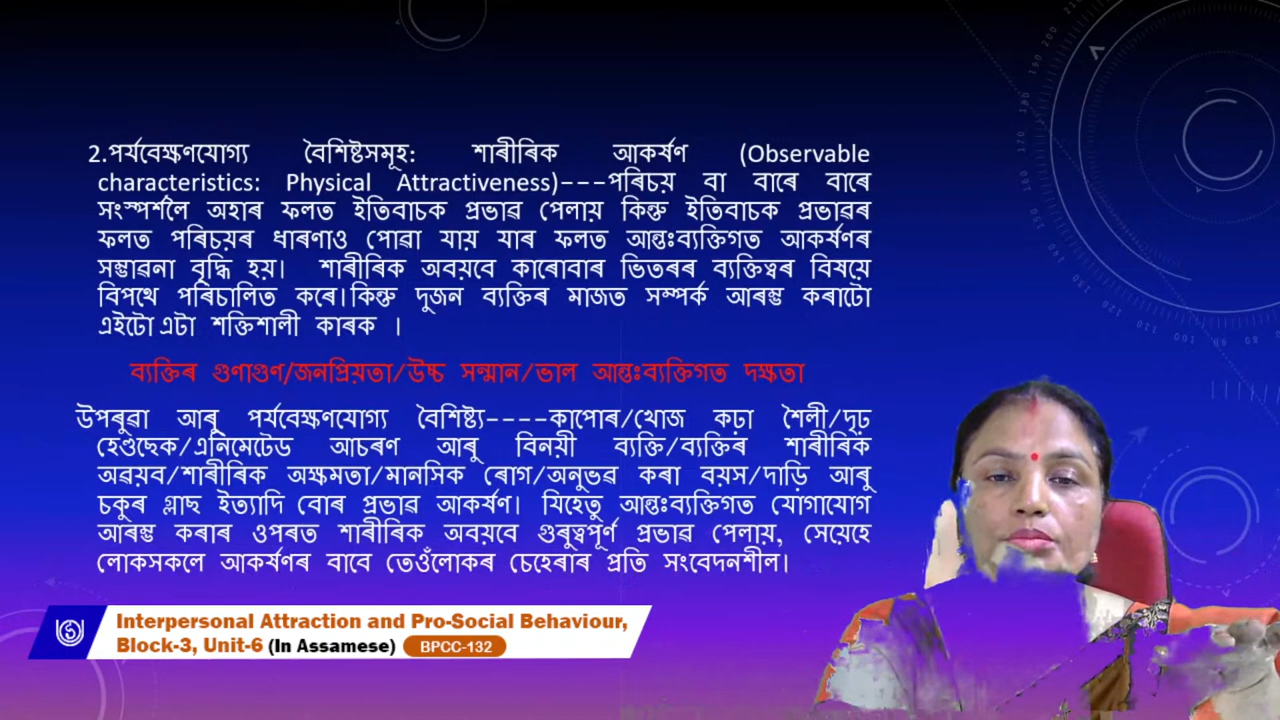 2.পৰ্যবেক্ষণযোগ্য বৈশিষ্টসমূহ: শাৰীৰিক আকৰ্ষণ (Observable
characteristics: Physical Attractiveness)---পৰিচয় বা বাৰে বাৰে
সংস্পৰ্শলৈ অহাৰ ফলত ইতিবাচক প্ৰভাৱ পেলায় কিন্তু ইতিবাচক প্ৰভাৱৰ
ফলত পৰিচয়ৰ ধাৰণাও পোৱা যায় যাৰ ফলত আন্তঃব্যক্তিগত আকৰ্ষণৰ
সম্ভাৱনা বৃদ্ধি হয়। শাৰীৰিক অবয়বে কাৰোবাৰ ভিতৰৰ ব্যক্তিত্বৰ বিষয়ে
বিপথে পৰিচালিত কৰে।কিন্তু দুজন ব্যক্তিৰ মাজত সম্পৰ্ক আৰম্ভ কৰাটো
এইটো এটা শক্তিশালী কাৰক ।
ব্যক্তিৰ গুণাগুণ/জনপ্ৰিয়তা/উচ্চ সন্মান/ভাল আন্তঃব্যক্তিগত দক্ষতা
উপৰুৱা আৰু পৰ্যবেক্ষণযোগ্য বৈশিষ্ট্য----কাপোৰ/খোজ কঢ়া শৈলী/দৃঢ়
হেণ্ডছেক/এনিমেটেড আচৰণ আৰু বিনয়ী ব্যক্তি/ব্যক্তিৰ শাৰীৰিক
অৱয়ব/শাৰীৰিক অক্ষমতা/মানসিক ৰোগ/অনুভৱ কৰা বয়স/দাড়ি আৰু
চকুৰ গ্লাছ ইত্যাদি বোৰ প্ৰভাৱ আকৰ্ষণ। যিহেতু আন্তঃব্যক্তিগত যোগাযোগ
আৰম্ভ কৰাৰ ওপৰত শাৰীৰিক অবয়বে গুৰুত্বপূৰ্ণ প্ৰভাৱ পেলায়, সেয়েহে
লোকসকলে আকৰ্ষণৰ বাবে তেওঁলোকৰ চেহেৰাৰ প্ৰতি সংবেদনশীল।
Interpersonal Attraction and Pro-Social Behaviour,
Block-3, Unit-6 (In Assamese) BPCC-132